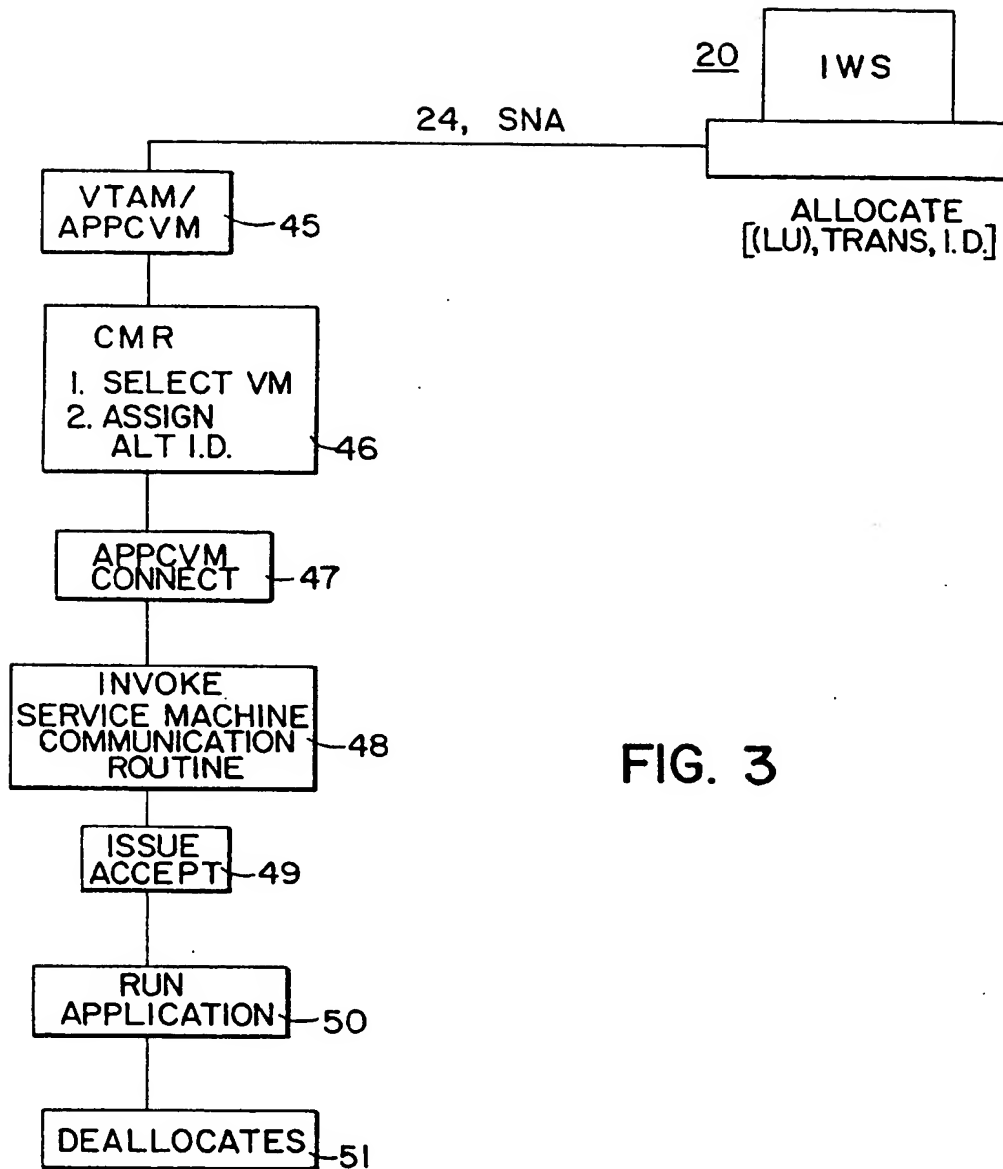 20
IWS
24, SNA
ALLOCATE
[(LU), TRANS, I.D.]
VTAM/
APPCVM
45
CMR
1. SELECT VM
2. ASSIGN
ALT I.D.
46
APPCVM
CONNECT
47
INVOKE
SERVICE MACHINE
COMMUNICATION
ROUTINE
48
FIG. 3
ISSUE
ACCEPT
49
RUN
APPLICATION
50
DEALLOCATES
51